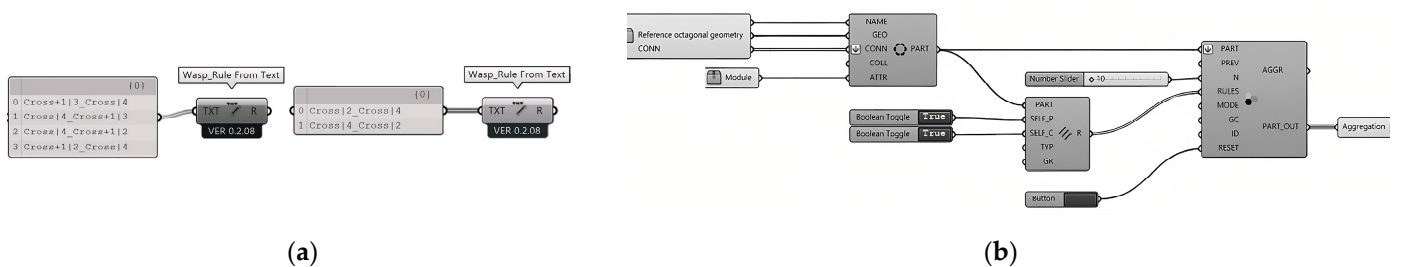 {0}
0 Cross+1|3_Cross|4
1 Cross|4_Cross+1|3
2 Cross|4_Cross+1|2
3 Cross+1|2_Cross|4
Wasp_Rule From Text
TXT R
VER 0.2.08
{0}
0 Cross|2_Cross|4
1 Cross|4_Cross|2
Wasp_Rule From Text
TXT R
VER 0.2.08
(a)
Reference octagonal geometry
CONN
Module
NAME
GEO
CONN PART
COLL
ATTR
Boolean Toggle True
Boolean Toggle True
Number Slider 10
PART
SELF_P
SELF_C R
TYP
GR
Button
PART
PREV
N
RULES
MODE
GC
ID
RESET
AGGR
PART_OUT
Aggregation
(b)